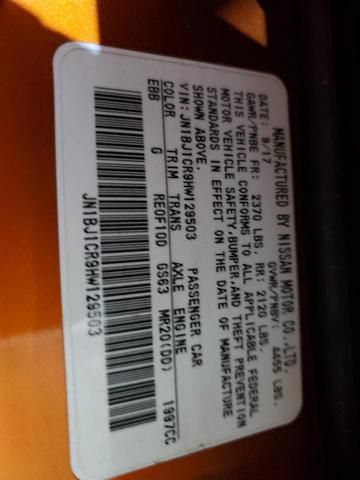 MANUFACTURED BY NISSAN MOTOR CO.,LTD.
DATE: 9/17 GVWR/PNBV: 4455 LBS.
GAWR/PNBE FR: 2370 LBS. RR: 2120 LBS.
THIS VEHICLE CONFORMS TO ALL APPLICABLE FEDERAL
MOTOR VEHICLE SAFETY,BUMPER,AND THEFT PREVENTION
STANDARDS IN EFFECT ON THE DATE OF MANUFACTURE
SHOWN ABOVE.
VIN: JN1BJ1CR9HW129503 PASSENGER CAR
COLOR TRIM TRANS AXLE ENGINE
EBB G RE0F10D GS63 MR20(DD) 1997CC
JN1BJ1CR9HW129503